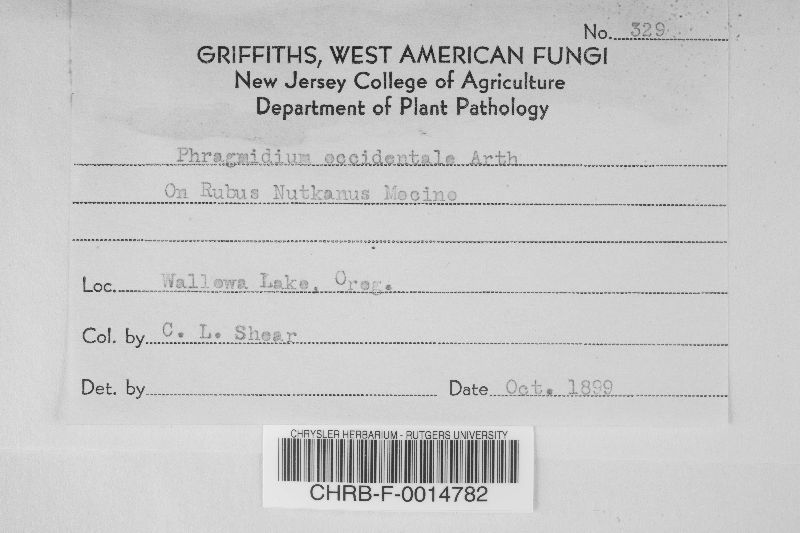 No. 329
GRIFFITHS, WEST AMERICAN FUNGI
New Jersey College of Agriculture
Department of Plant Pathology
Phragmidium occidentale Arth
On Rubus Nutkanus Mocino
Loc. Wallowa Lake, Oreg.
Col. by C. L. Shear
Det. by Date Oct. 1899
CHRYSLER HERBARIUM - RUTGERS UNIVERSITY
CHRB-F-0014782